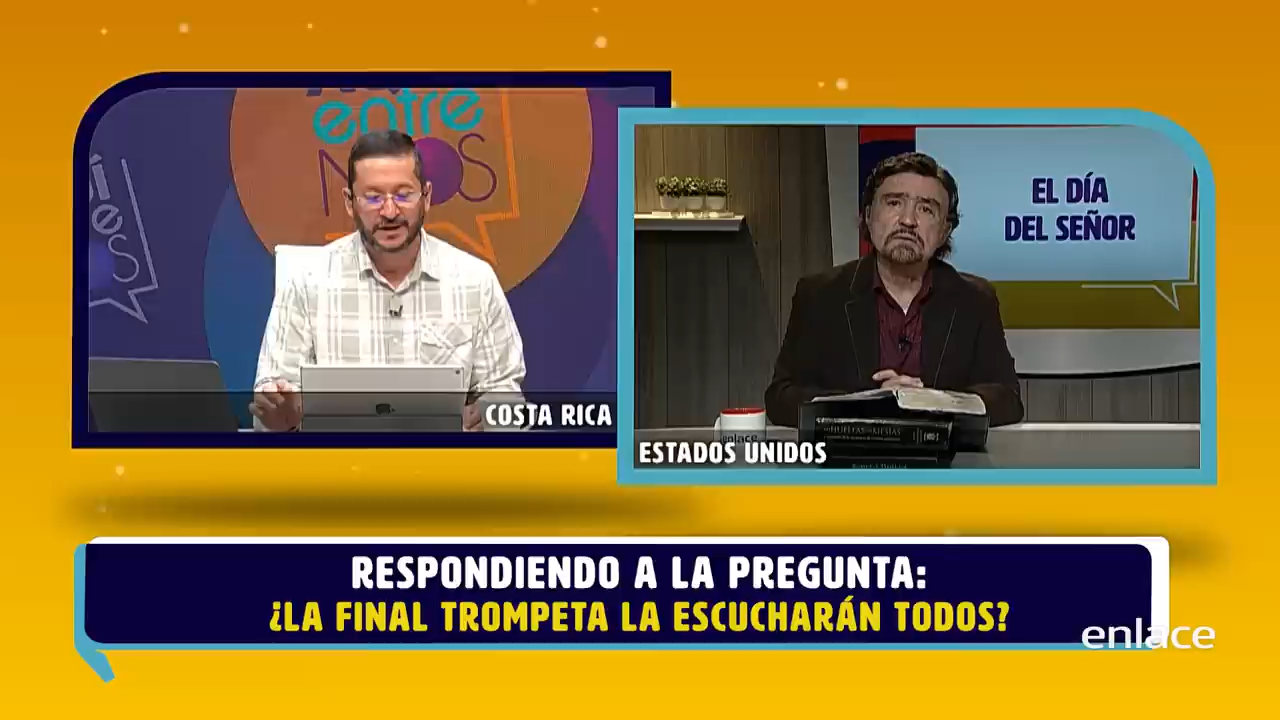 entre
NOS
COSTA RICA
EL DÍA
DEL SEÑOR
enlace
ESTADOS UNIDOS
RESPONDIENDO A LA PREGUNTA:
¿LA FINAL TROMPETA LA ESCUCHARÁN TODOS?
enlace